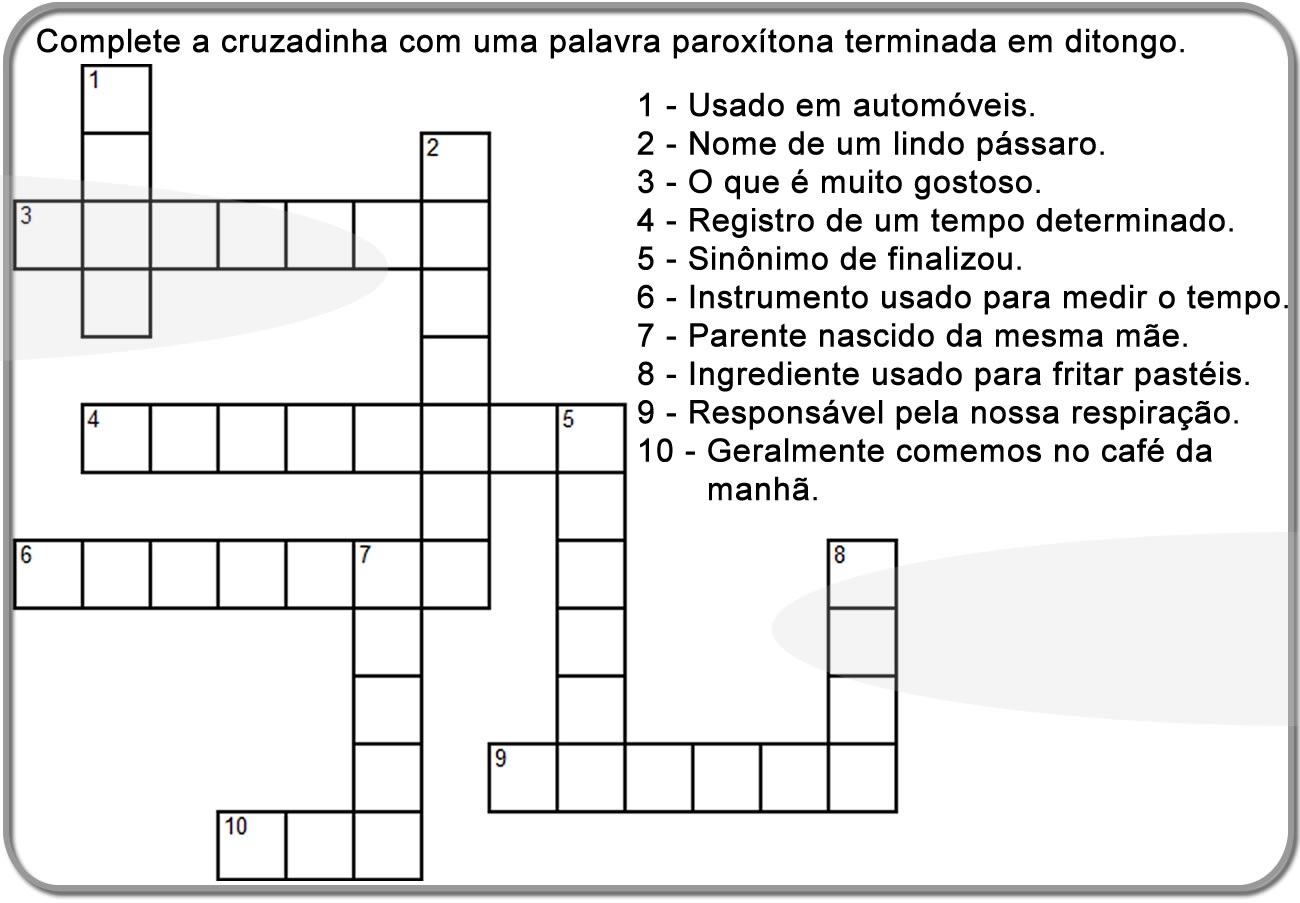 Complete a cruzadinha com uma palavra paroxítona terminada em ditongo.
1
1 - Usado em automóveis.
2
2 - Nome de um lindo pássaro.
3 - O que é muito gostoso.
3
4 - Registro de um tempo determinado.
5 - Sinônimo de finalizou.
6 - Instrumento usado para medir o tempo.
7 - Parente nascido da mesma mãe.
8 - Ingrediente usado para fritar pastéis.
4
5
9 - Responsável pela nossa respiração.
10 - Geralmente comemos no café da
manhã.
6
7
8
9
10